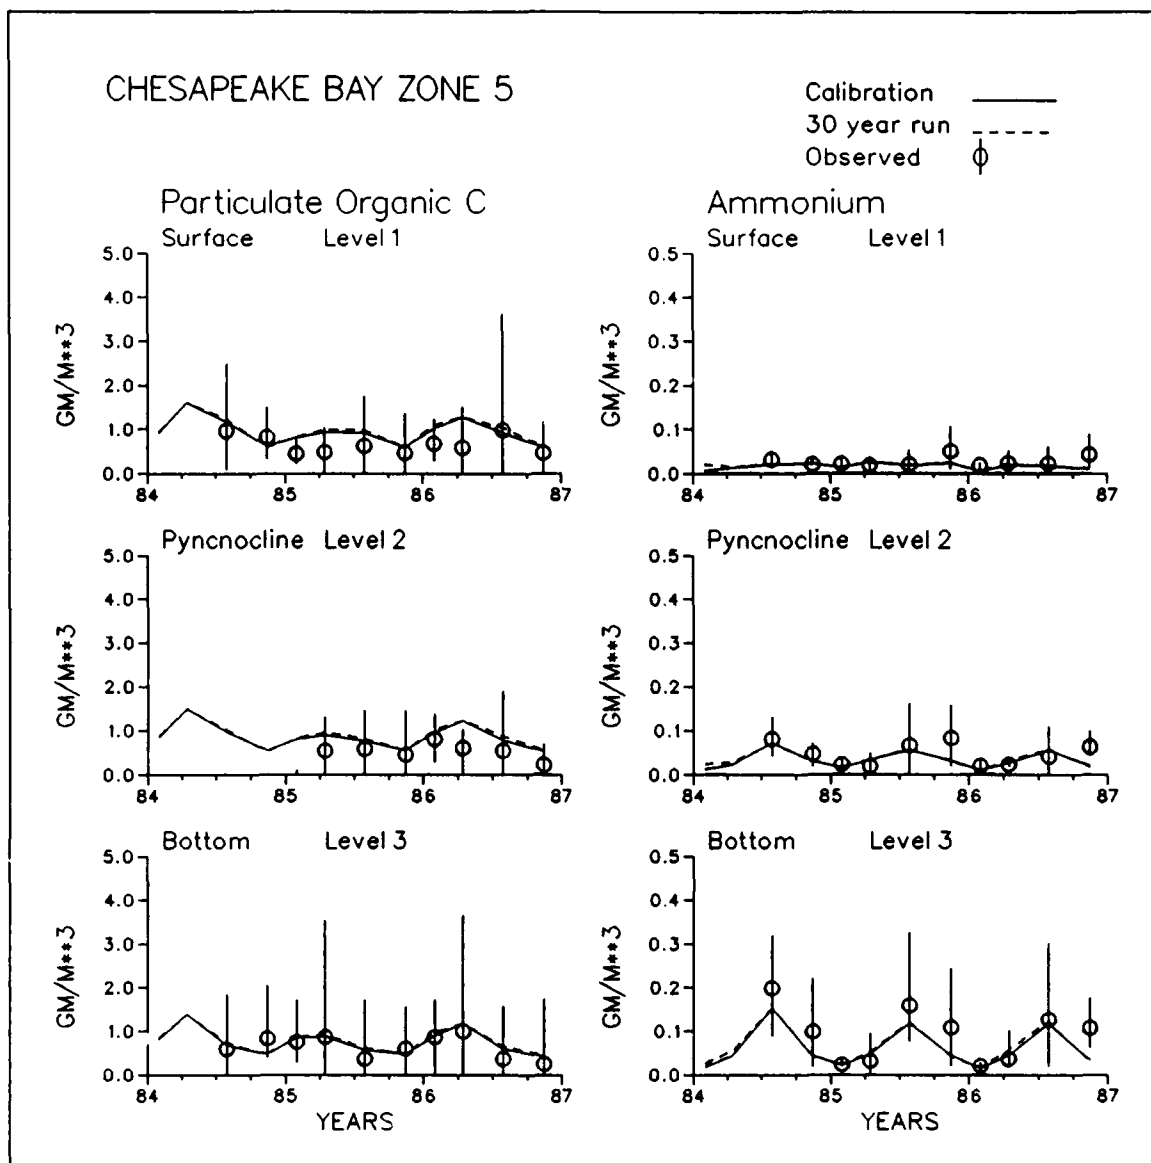 CHESAPEAKE BAY ZONE 5
Calibration
30 year run
Observed
Particulate Organic C
Surface Level 1
5.0
4.0
3.0
2.0
1.0
0.0
GM/M**3
84 85 86 87
Ammonium
Surface Level 1
0.5
0.4
0.3
0.2
0.1
0.0
GM/M**3
84 85 86 87
Pyncnocline Level 2
5.0
4.0
3.0
2.0
1.0
0.0
GM/M**3
84 85 86 87
Pyncnocline Level 2
0.5
0.4
0.3
0.2
0.1
0.0
GM/M**3
84 85 86 87
Bottom Level 3
5.0
4.0
3.0
2.0
1.0
0.0
GM/M**3
84 85 86 87
YEARS
Bottom Level 3
0.5
0.4
0.3
0.2
0.1
0.0
GM/M**3
84 85 86 87
YEARS